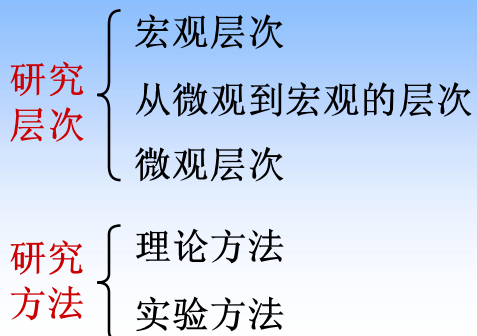 研究
层次
宏观层次
从微观到宏观的层次
微观层次
研究
方法
理论方法
实验方法